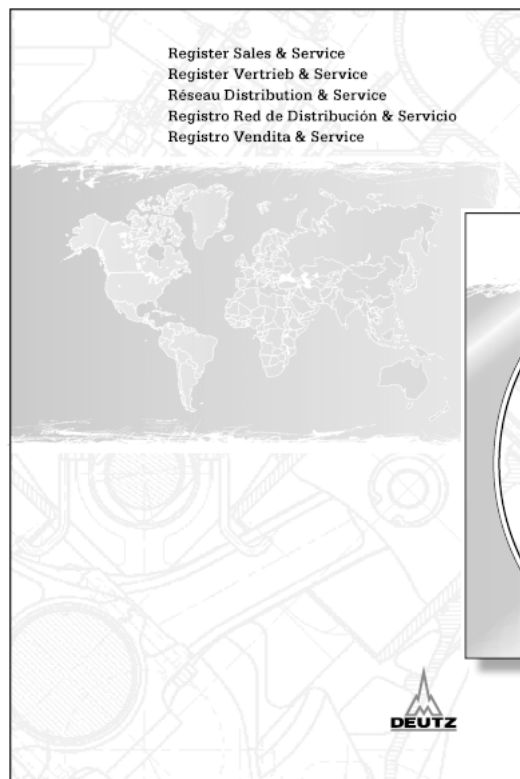 Register Sales & Service
Register Vertrieb & Service
Réseau Distribution & Service
Registro Red de Distribución & Servicio
Registro Vendita & Service
DEUTZ